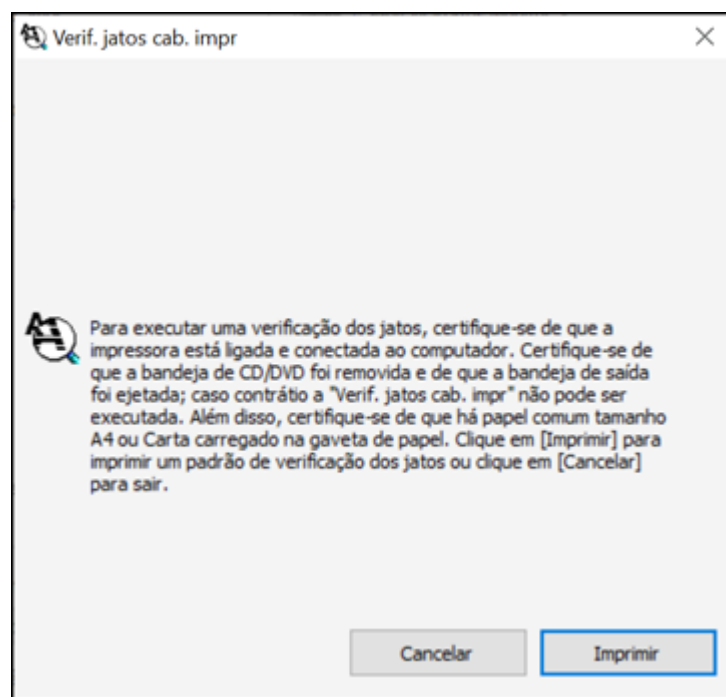 Verif. jatos cab. impr
Para executar uma verificação dos jatos, certifique-se de que a
impressora está ligada e conectada ao computador. Certifique-se de
que a bandeja de CD/DVD foi removida e de que a bandeja de saída
foi ejetada; caso contrátio a "Verif. jatos cab. impr" não pode ser
executada. Além disso, certifique-se de que há papel comum tamanho
A4 ou Carta carregado na gaveta de papel. Clique em [Imprimir] para
imprimir um padrão de verificação dos jatos ou clique em [Cancelar]
para sair.
Cancelar
Imprimir